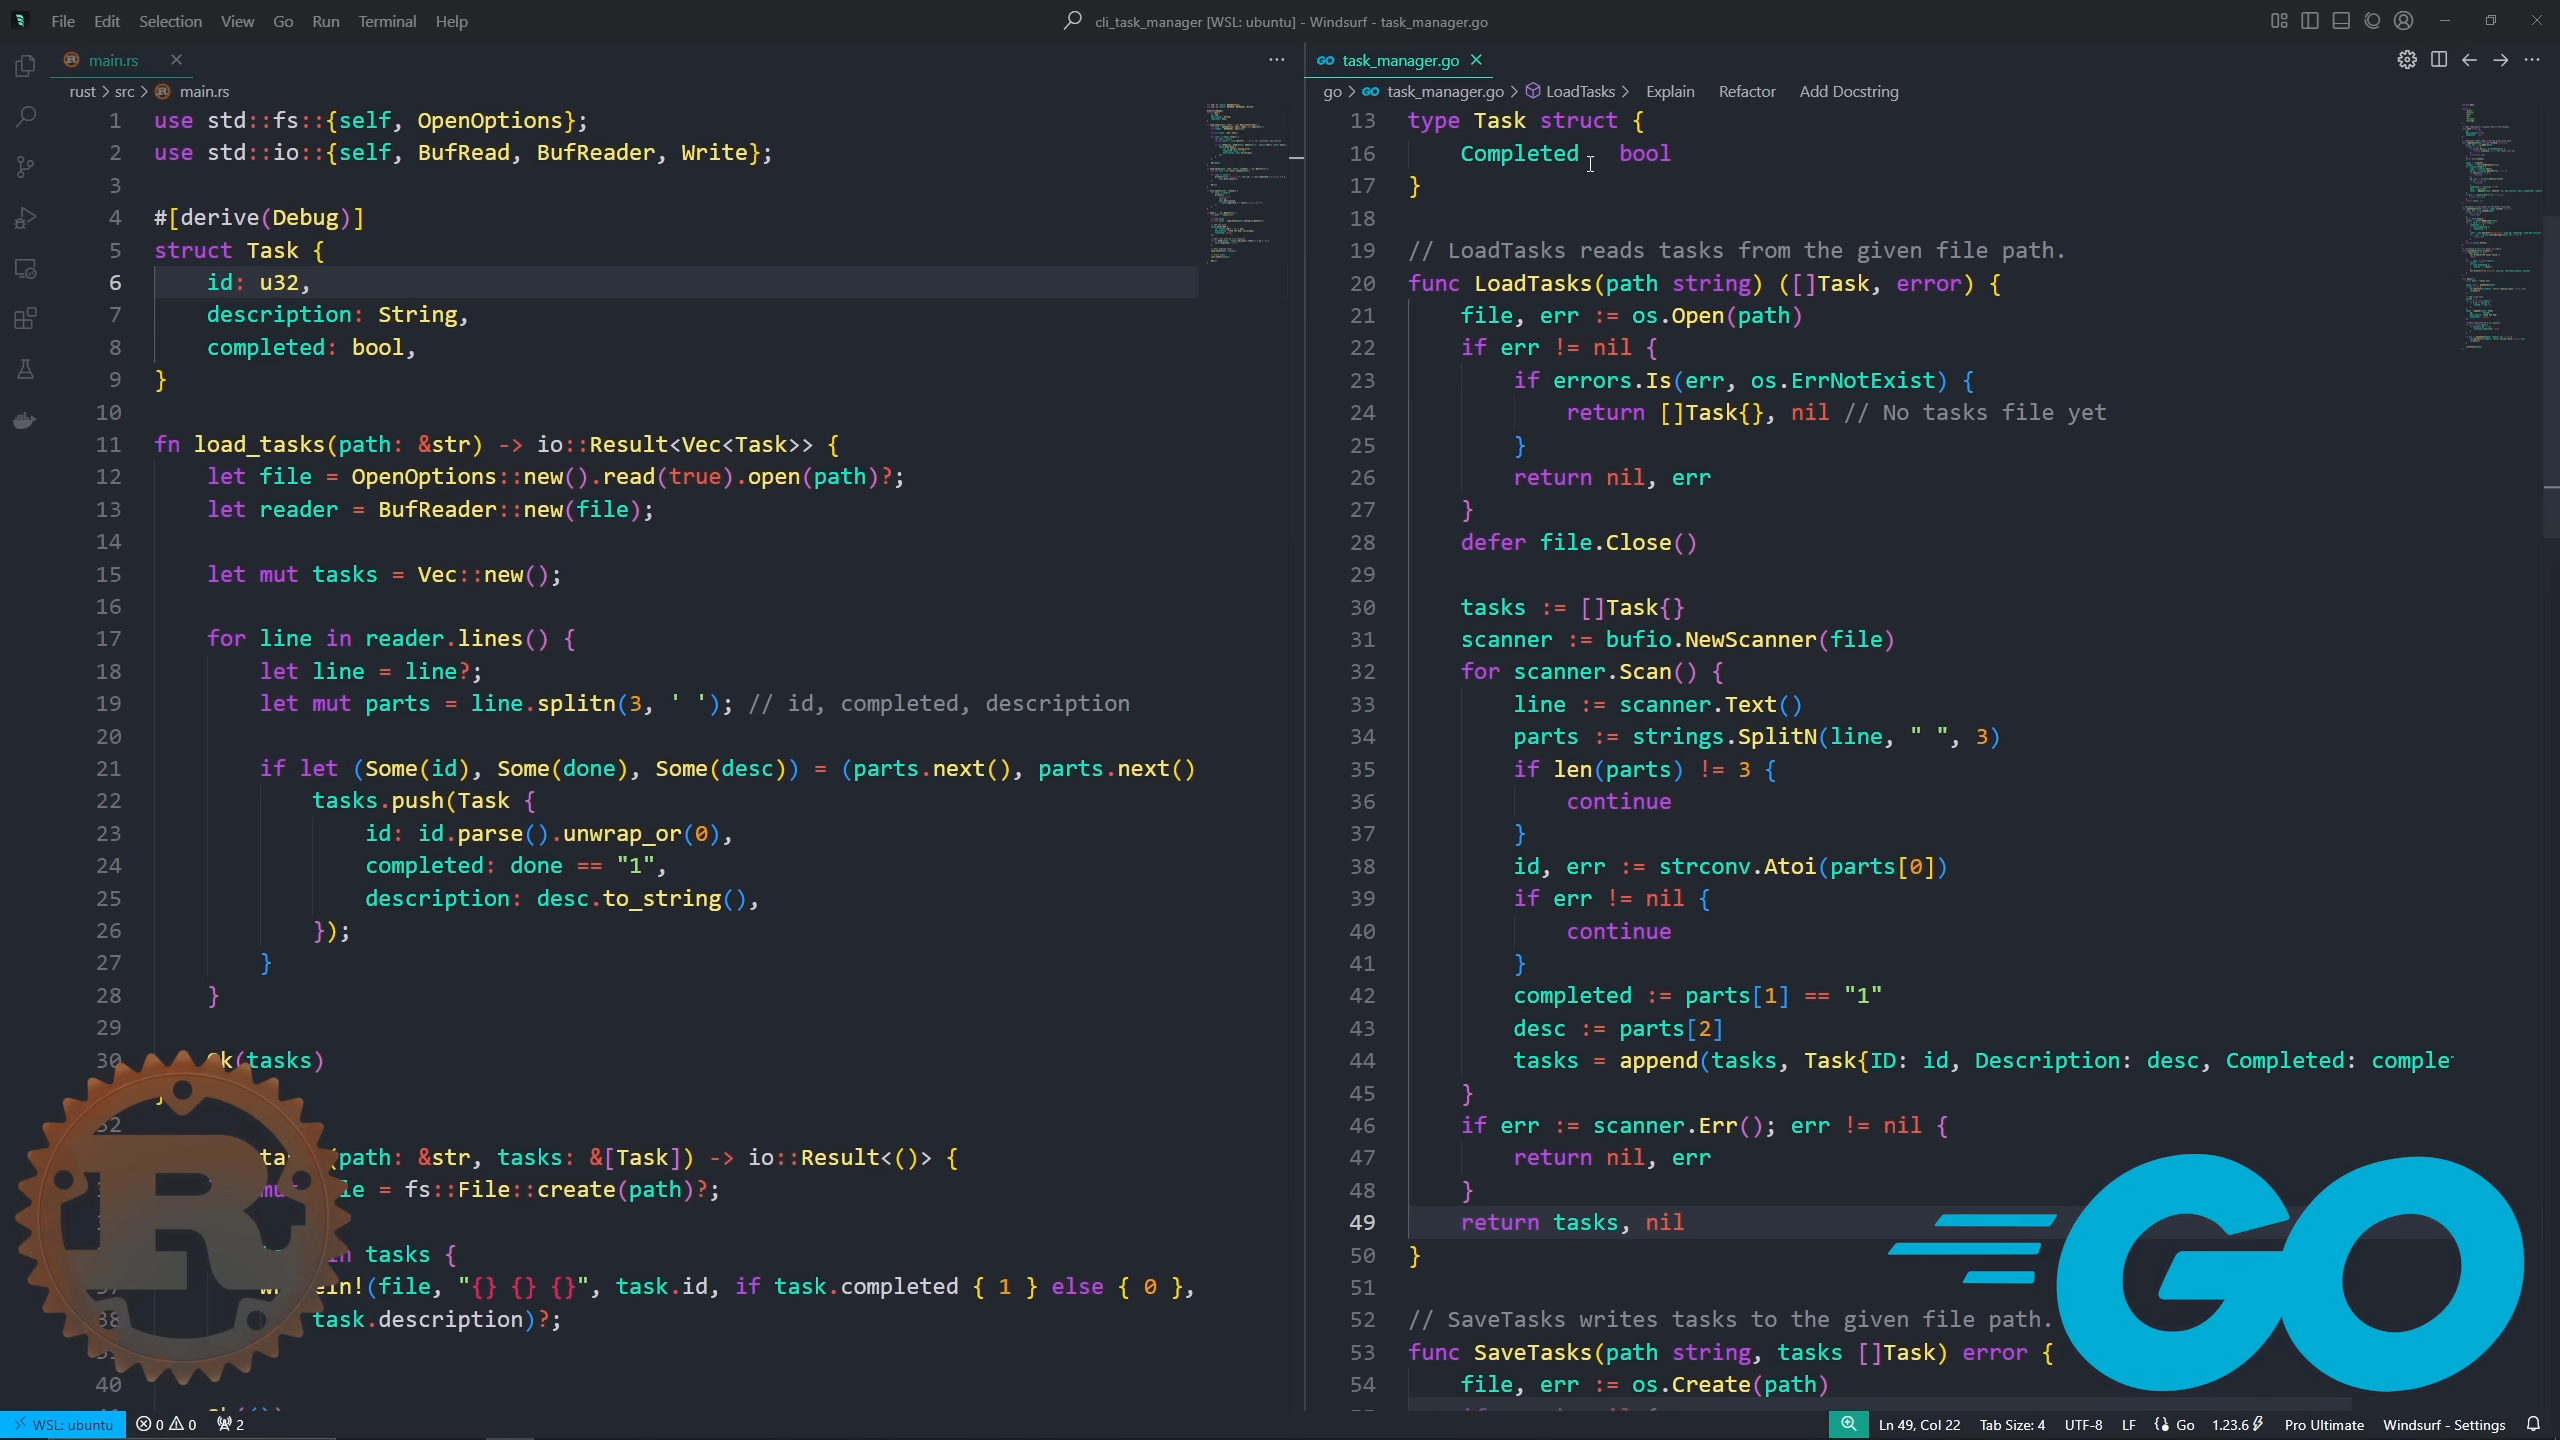 File Edit Selection View Go Run Terminal Help
cli_task_manager [WSL: ubuntu] - Windsurf - task_manager.go
main.rs
rust > src > main.rs
1 use std::fs::{self, OpenOptions};
2 use std::io::{self, BufRead, BufReader, Write};
3
4 #[derive(Debug)]
5 struct Task {
6 id: u32,
7 description: String,
8 completed: bool,
9 }
10
11 fn load_tasks(path: &str) -> io::Result<Vec<Task>> {
12 let file = OpenOptions::new().read(true).open(path)?;
13 let reader = BufReader::new(file);
14
15 let mut tasks = Vec::new();
16
17 for line in reader.lines() {
18 let line = line?;
19 let mut parts = line.splitn(3, ' '); // id, completed, description
20
21 if let (Some(id), Some(done), Some(desc)) = (parts.next(), parts.next()
22 tasks.push(Task {
23 id: id.parse().unwrap_or(0),
24 completed: done == "1",
25 description: desc.to_string(),
26 });
27 }
28 }
29
30 k(tasks)
32
(path: &str, tasks: &[Task]) -> io::Result<()> {
= fs::File::create(path)?;
tasks {
(file, "{} {} {}", task.id, if task.completed { 1 } else { 0 },
38 task.description)?;
40
GO task_manager.go
go > GO task_manager.go > LoadTasks > Explain Refactor Add Docstring
13 type Task struct {
16 Completed bool
17 }
18
19 // LoadTasks reads tasks from the given file path.
20 func LoadTasks(path string) ([]Task, error) {
21 file, err := os.Open(path)
22 if err != nil {
23 if errors.Is(err, os.ErrNotExist) {
24 return []Task{}, nil // No tasks file yet
25 }
26 return nil, err
27 }
28 defer file.Close()
29
30 tasks := []Task{}
31 scanner := bufio.NewScanner(file)
32 for scanner.Scan() {
33 line := scanner.Text()
34 parts := strings.SplitN(line, " ", 3)
35 if len(parts) != 3 {
36 continue
37 }
38 id, err := strconv.Atoi(parts[0])
39 if err != nil {
40 continue
41 }
42 completed := parts[1] == "1"
43 desc := parts[2]
44 tasks = append(tasks, Task{ID: id, Description: desc, Completed: comple
45 }
46 if err := scanner.Err(); err != nil {
47 return nil, err
48 }
49 return tasks, nil
50 }
51
52 // SaveTasks writes tasks to the given file path.
53 func SaveTasks(path string, tasks []Task) error {
54 file, err := os.Create(path)
R
GO
WSL: ubuntu 0 0 2
Ln 49, Col 22 Tab Size: 4 UTF-8 LF Go 1.23.6 Pro Ultimate Windsurf - Settings